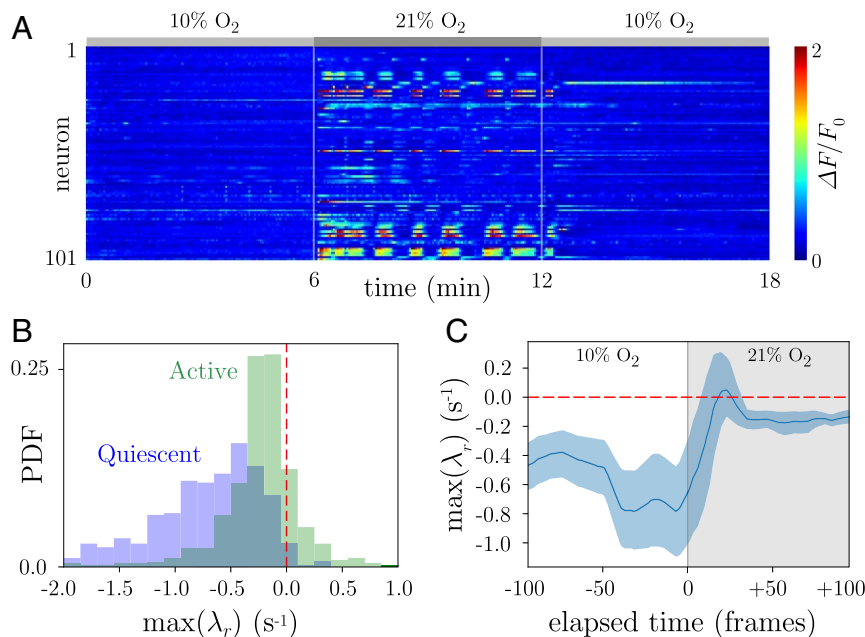 A
10% O2 21% O2 10% O2
1
neuron
101
0 6 12 18
time (min)
2
ΔF/F0
0
B
Active
Quiescent
PDF
0.25
0.0
-2.0 -1.5 -1.0 -0.5 0.0 0.5 1.0
max(λr) (s-1)
C
10% O2 21% O2
max(λr) (s-1)
0.2
0.0
-0.2
-0.4
-0.6
-0.8
-1.0
-100 -50 0 +50 +100
elapsed time (frames)